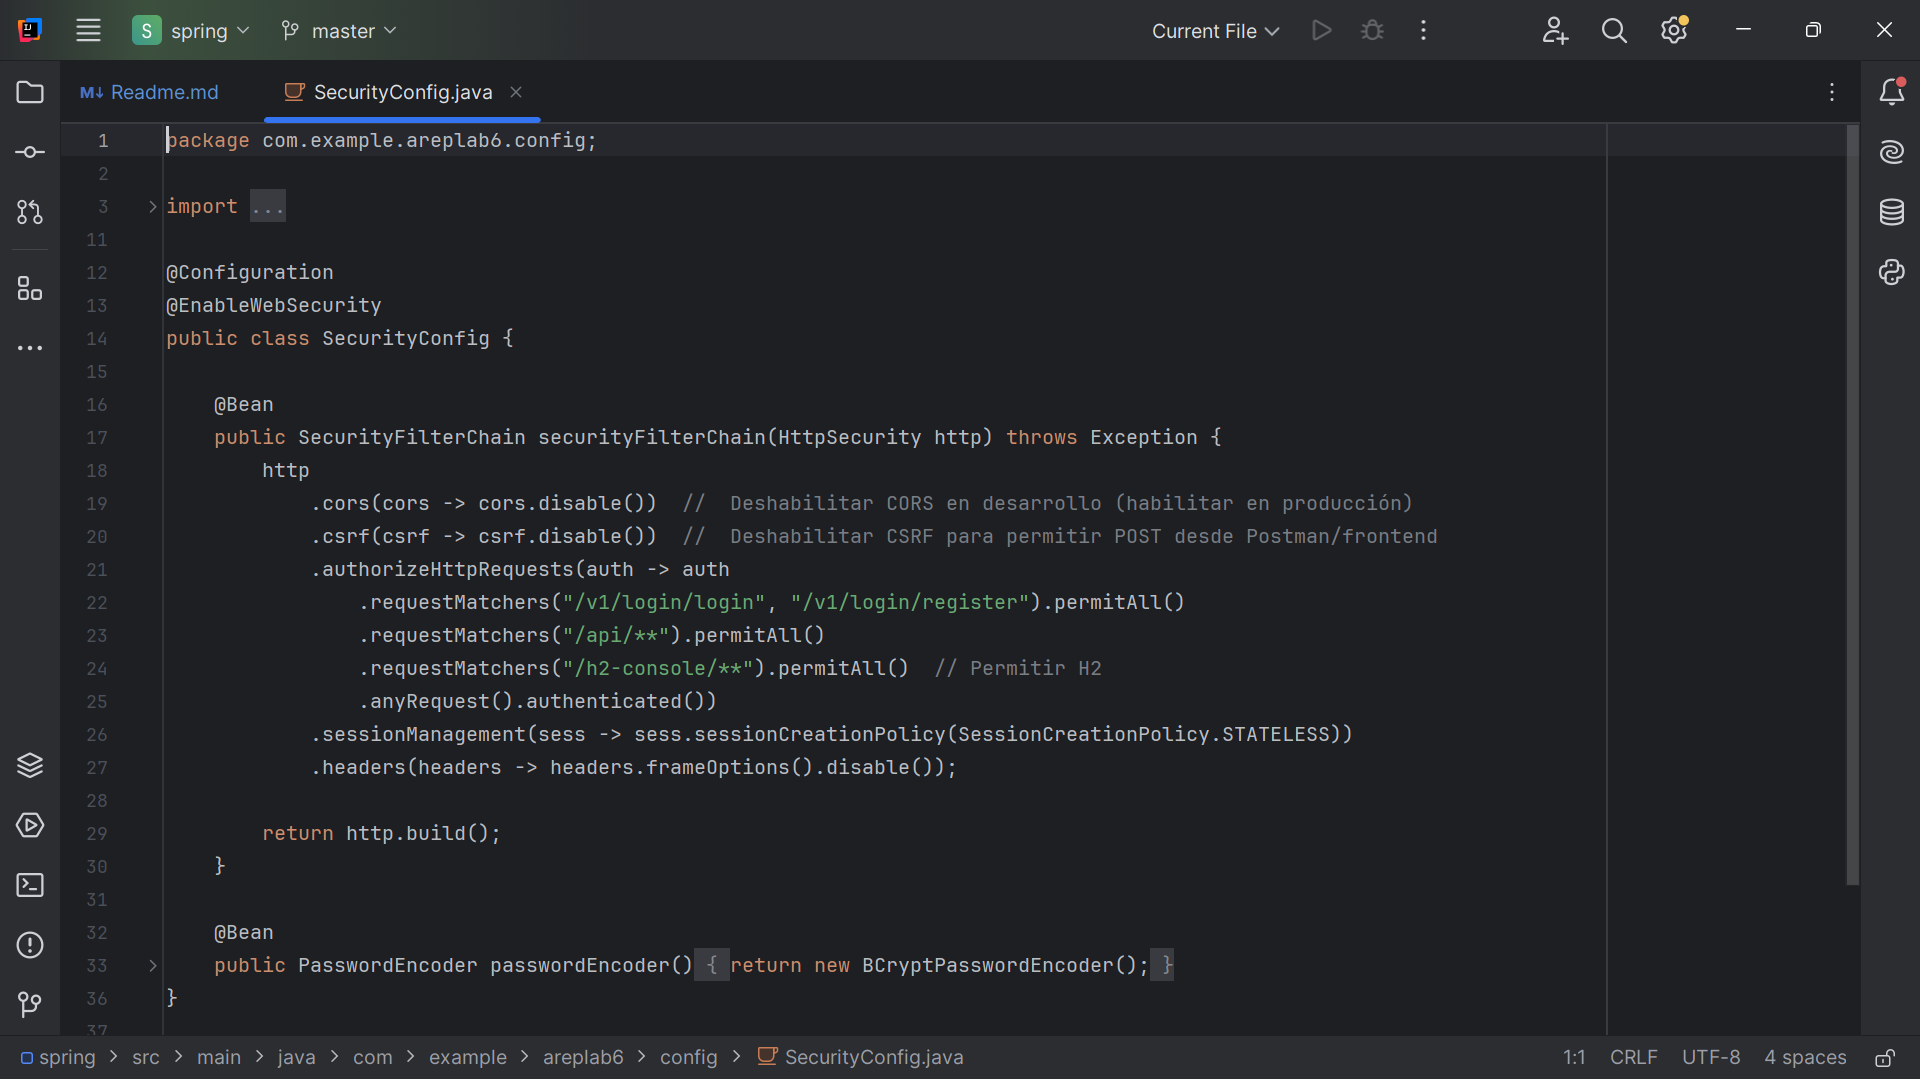 S spring master Current File
M↓ Readme.md SecurityConfig.java
1 package com.example.areplab6.config;
2
3 import ...
11
12 @Configuration
13 @EnableWebSecurity
14 public class SecurityConfig {
15
16 @Bean
17 public SecurityFilterChain securityFilterChain(HttpSecurity http) throws Exception {
18 http
19 .cors(cors -> cors.disable()) // Deshabilitar CORS en desarrollo (habilitar en producción)
20 .csrf(csrf -> csrf.disable()) // Deshabilitar CSRF para permitir POST desde Postman/frontend
21 .authorizeHttpRequests(auth -> auth
22 .requestMatchers("/v1/login/login", "/v1/login/register").permitAll()
23 .requestMatchers("/api/**").permitAll()
24 .requestMatchers("/h2-console/**").permitAll() // Permitir H2
25 .anyRequest().authenticated())
26 .sessionManagement(sess -> sess.sessionCreationPolicy(SessionCreationPolicy.STATELESS))
27 .headers(headers -> headers.frameOptions().disable());
28
29 return http.build();
30 }
31
32 @Bean
33 public PasswordEncoder passwordEncoder() { return new BCryptPasswordEncoder(); }
36 }
37
spring > src > main > java > com > example > areplab6 > config > SecurityConfig.java 1:1 CRLF UTF-8 4 spaces